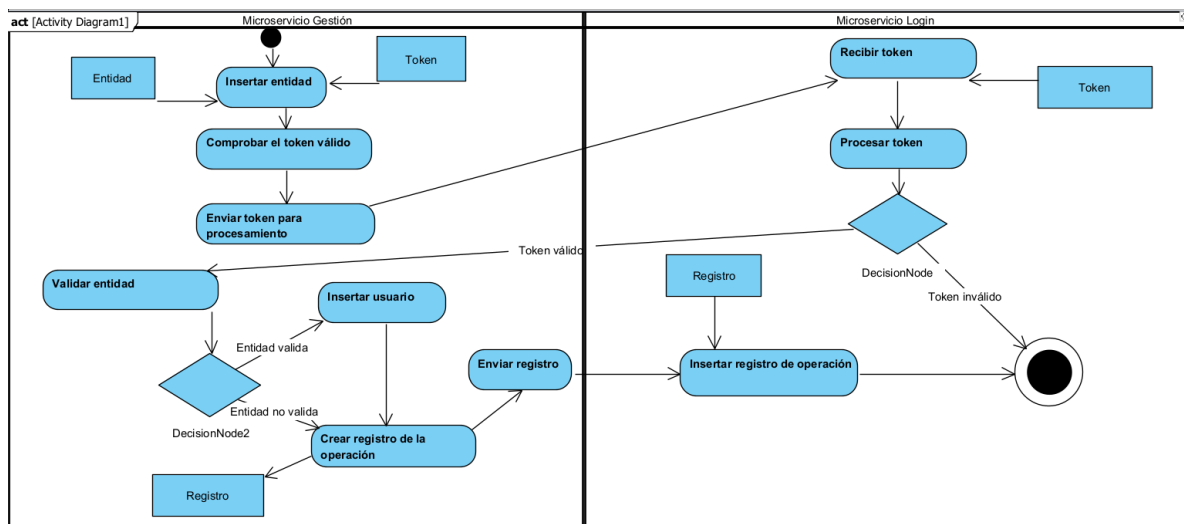 act [Activity Diagram1]
Microservicio Gestión
Microservicio Login
Entidad
Token
Insertar entidad
Comprobar el token válido
Enviar token para
procesamiento
Recibir token
Token
Procesar token
DecisionNode
Token válido
Token inválido
Validar entidad
Insertar usuario
Entidad valida
Entidad no valida
DecisionNode2
Crear registro de la
operación
Registro
Enviar registro
Registro
Insertar registro de operación